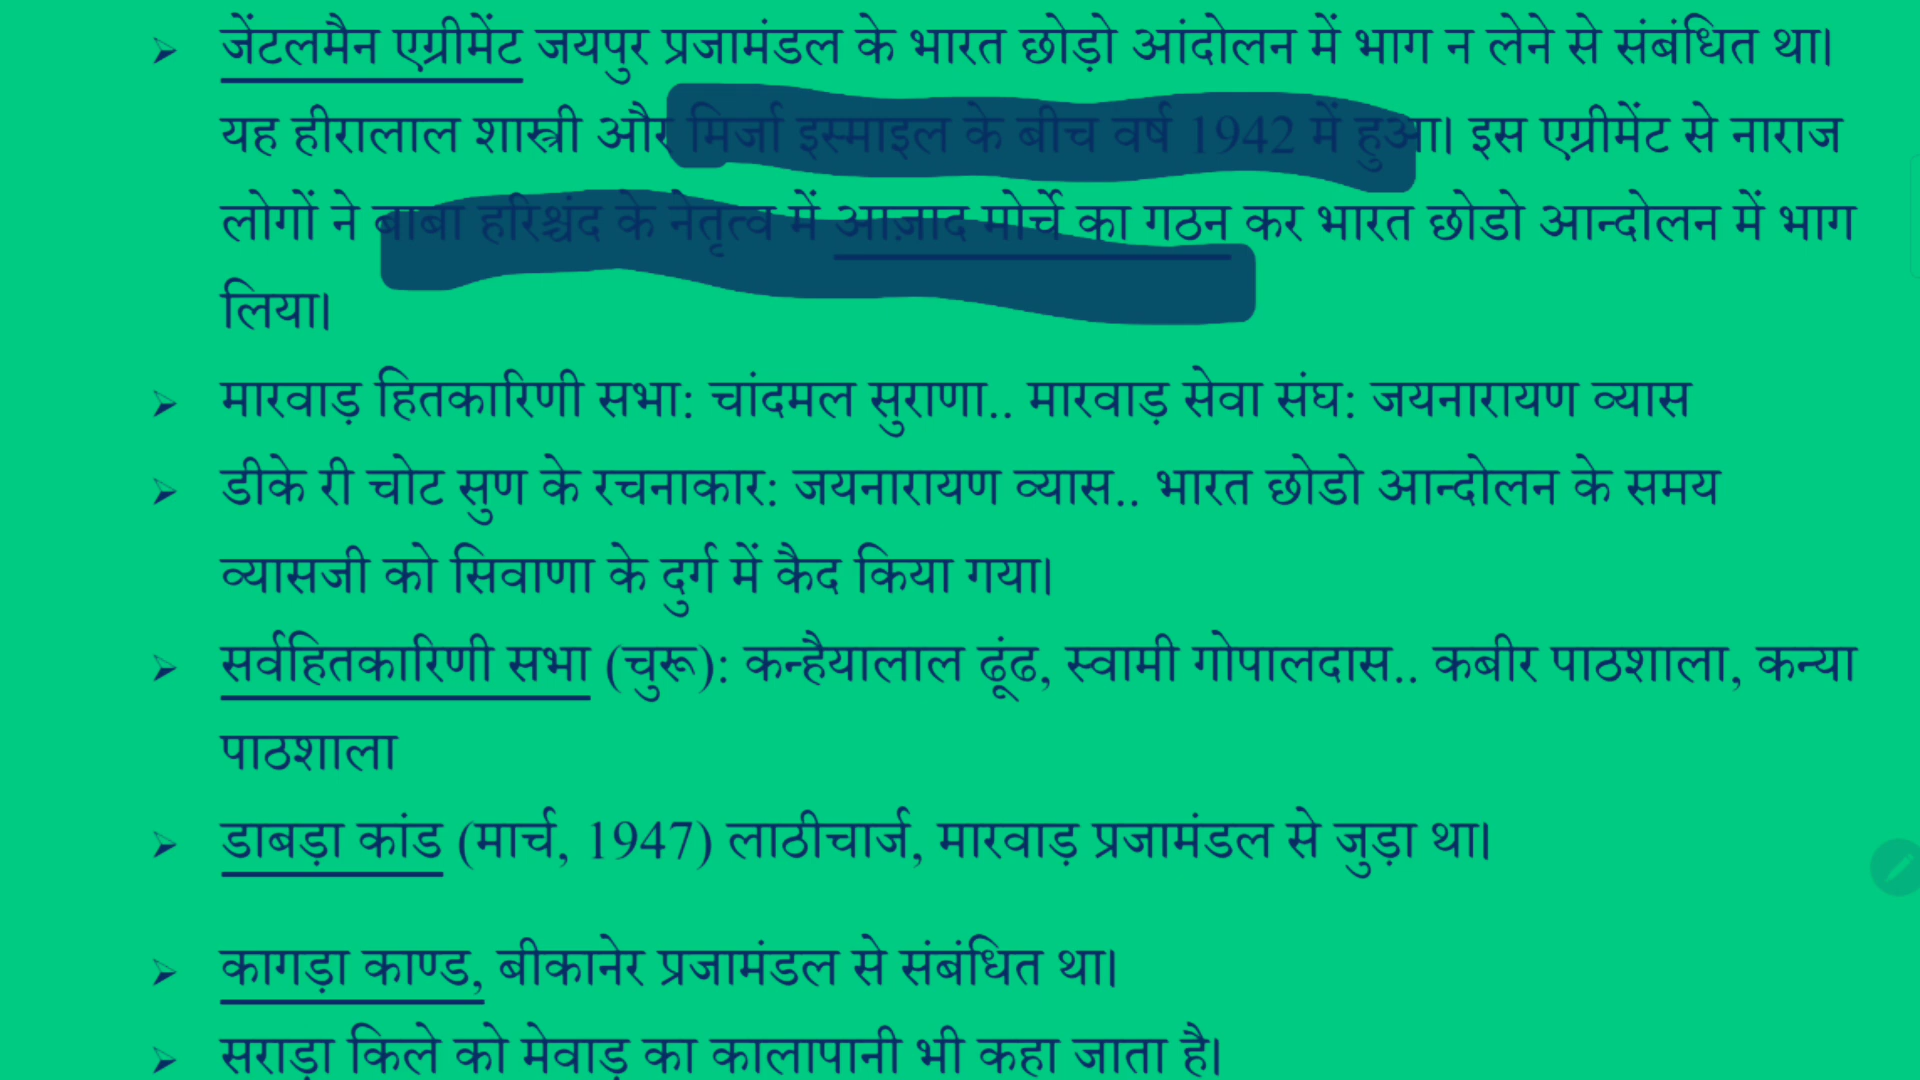 ➢ जेंटलमैन एग्रीमेंट जयपुर प्रजामंडल के भारत छोड़ो आंदोलन में भाग न लेने से संबंधित था।
यह हीरालाल शास्त्री और मिर्जा इस्माइल के बीच वर्ष 1942 में हुआ। इस एग्रीमेंट से नाराज
लोगों ने बाबा हरिश्चंद के नेतृत्व में आज़ाद मोर्चे का गठन कर भारत छोडो आन्दोलन में भाग
लिया।
➢ मारवाड़ हितकारिणी सभा: चांदमल सुराणा.. मारवाड़ सेवा संघ: जयनारायण व्यास
➢ डीके री चोट सुण के रचनाकार: जयनारायण व्यास.. भारत छोडो आन्दोलन के समय
व्यासजी को सिवाणा के दुर्ग में कैद किया गया।
➢ सर्वहितकारिणी सभा (चुरू): कन्हैयालाल ढूंढ, स्वामी गोपालदास.. कबीर पाठशाला, कन्या
पाठशाला
➢ डाबड़ा कांड (मार्च, 1947) लाठीचार्ज, मारवाड़ प्रजामंडल से जुड़ा था।
➢ कागड़ा काण्ड, बीकानेर प्रजामंडल से संबंधित था।
➢ सराड़ा किले को मेवाड़ का कालापानी भी कहा जाता है।